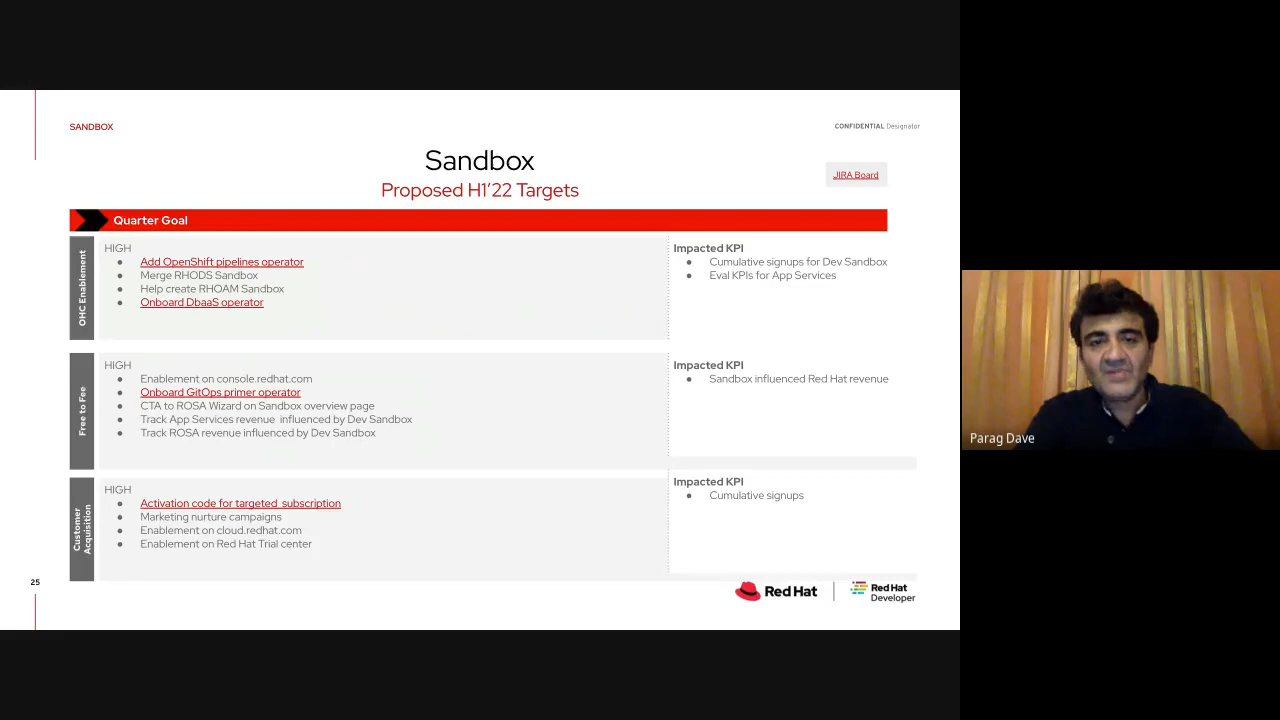 SANDBOX
CONFIDENTIAL Designator
Sandbox
Proposed H1'22 Targets
JIRA Board
Quarter Goal
OHC Enablement
HIGH
● Add OpenShift pipelines operator
● Merge RHODS Sandbox
● Help create RHOAM Sandbox
● Onboard DbaaS operator
Impacted KPI
● Cumulative signups for Dev Sandbox
● Eval KPIs for App Services
Free to Fee
HIGH
● Enablement on console.redhat.com
● Onboard GitOps primer operator
● CTA to ROSA Wizard on Sandbox overview page
● Track App Services revenue influenced by Dev Sandbox
● Track ROSA revenue influenced by Dev Sandbox
Impacted KPI
● Sandbox influenced Red Hat revenue
Customer
Acquisition
HIGH
● Activation code for targeted subscription
● Marketing nurture campaigns
● Enablement on cloud.redhat.com
● Enablement on Red Hat Trial center
Impacted KPI
● Cumulative signups
25
Red Hat
Red Hat
Developer
Parag Dave